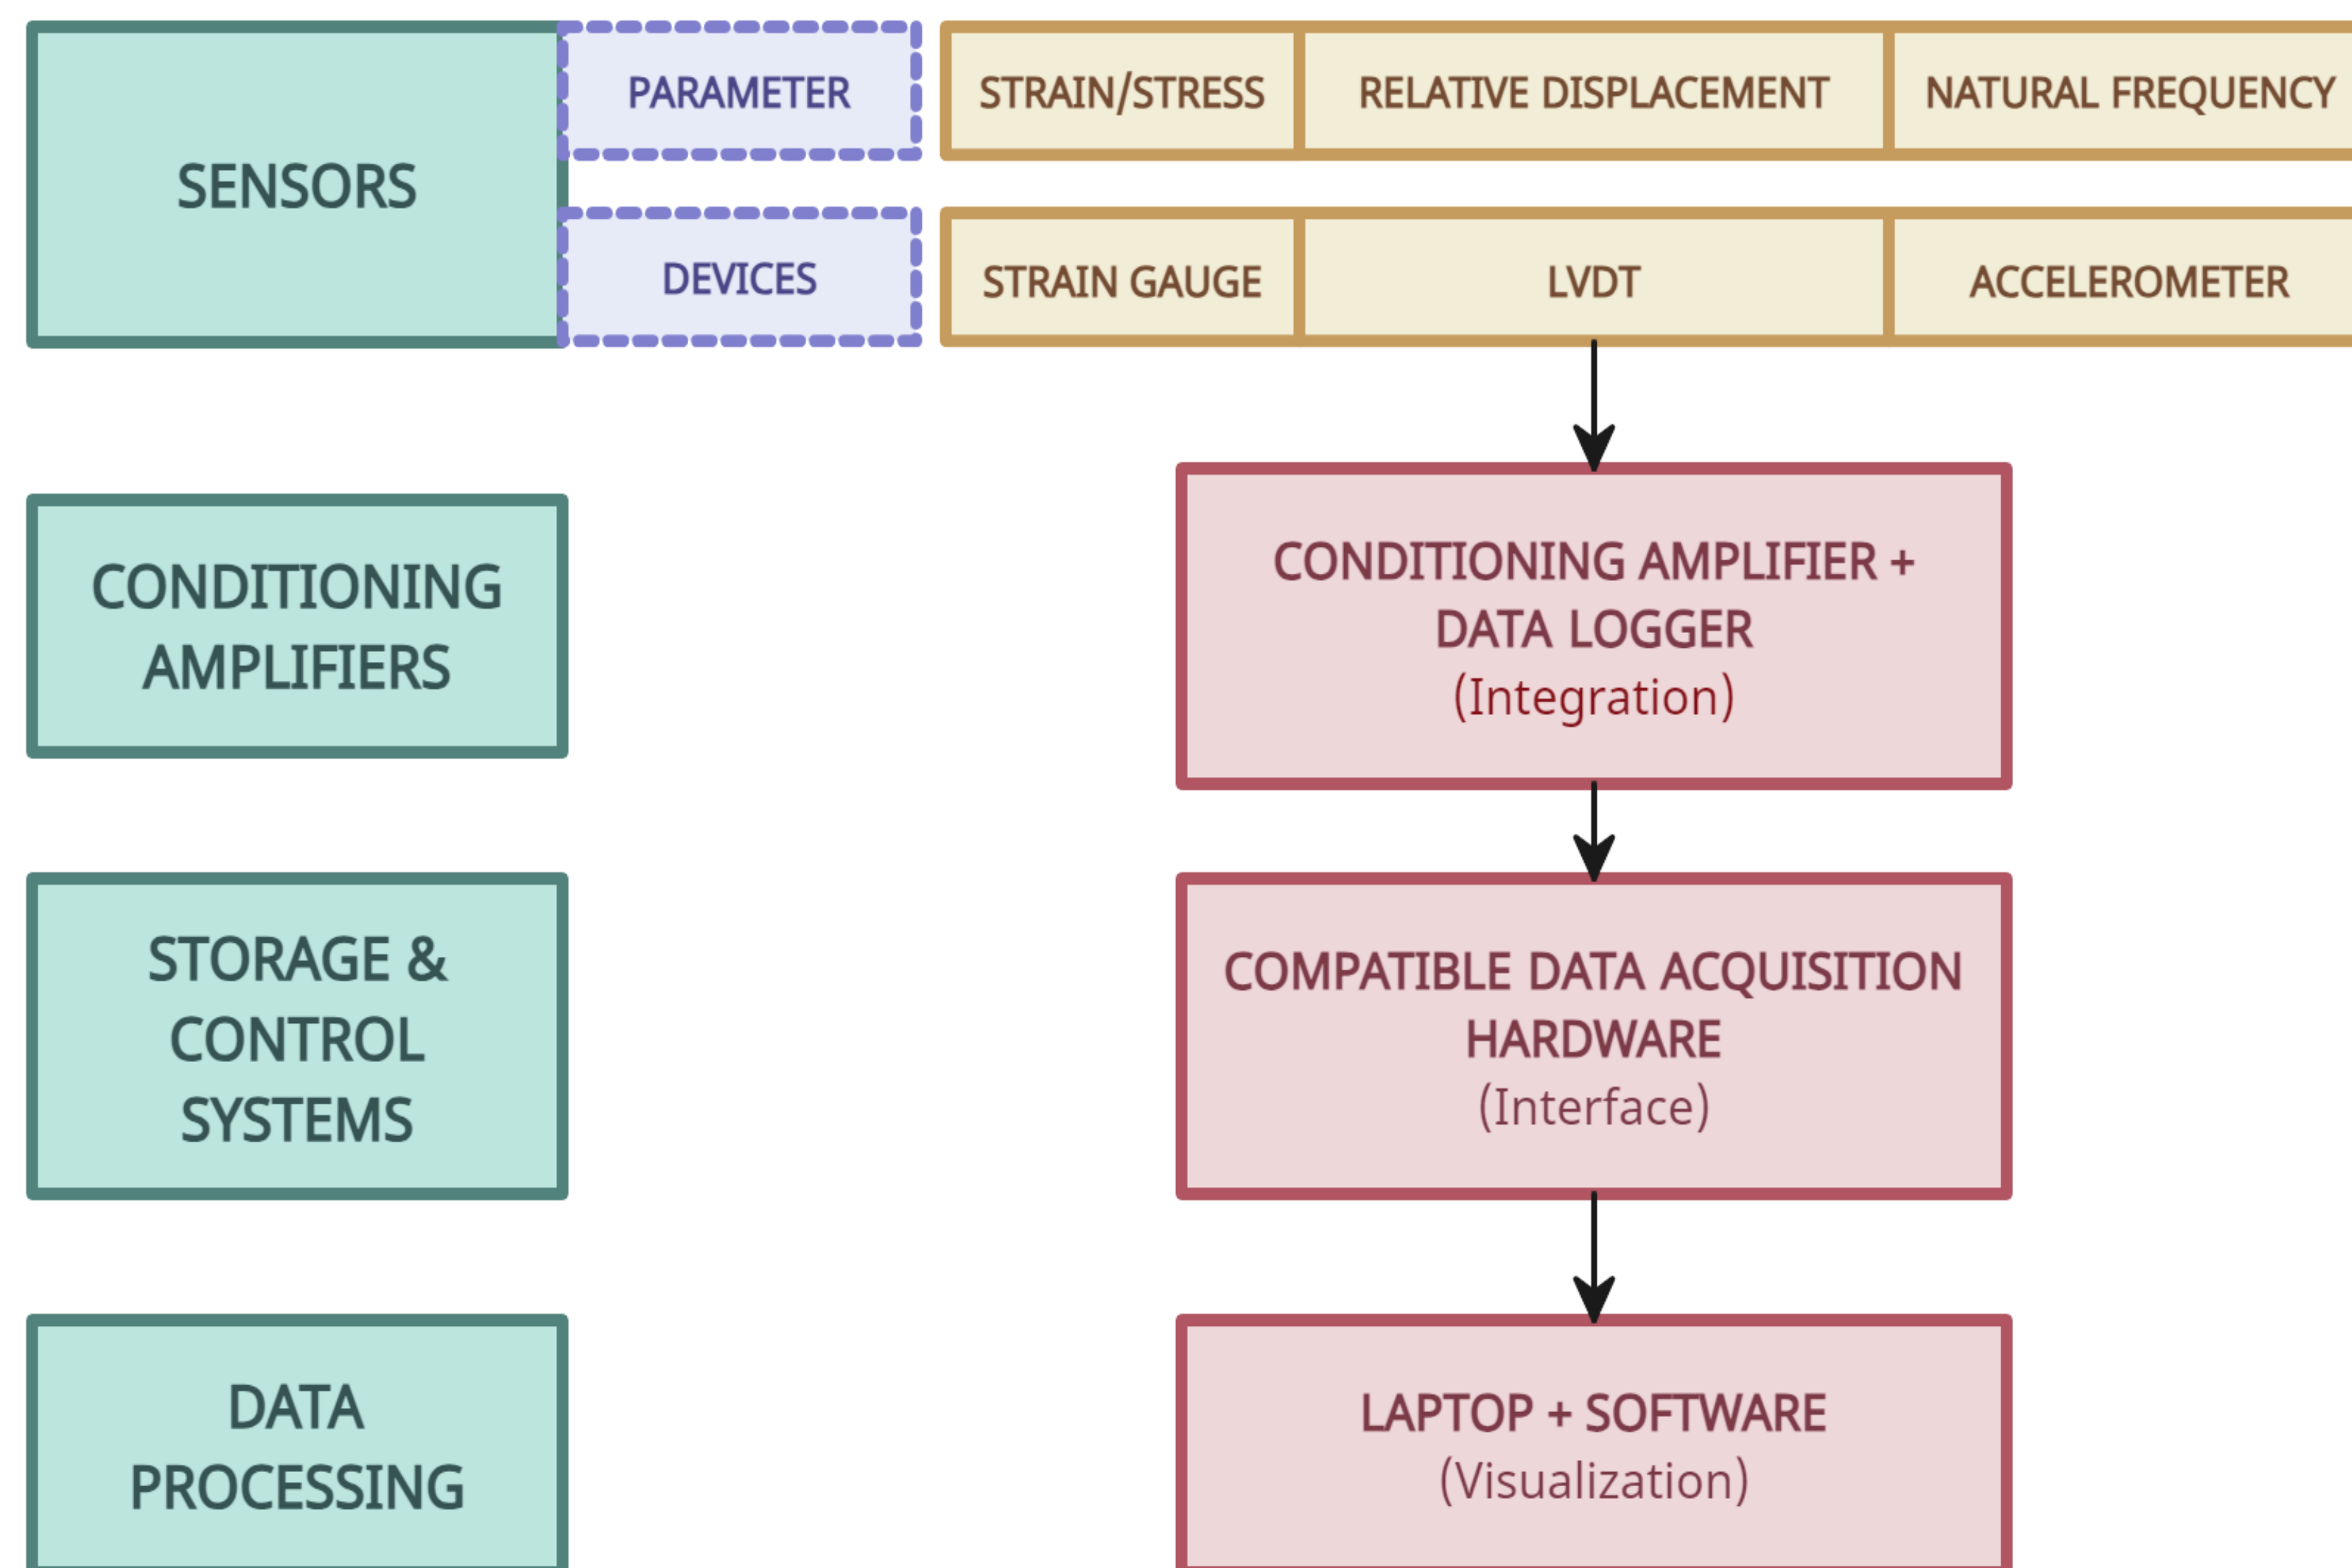 SENSORS
PARAMETER
STRAIN/STRESS
RELATIVE DISPLACEMENT
NATURAL FREQUENCY
DEVICES
STRAIN GAUGE
LVDT
ACCELEROMETER
CONDITIONING
AMPLIFIERS
CONDITIONING AMPLIFIER +
DATA LOGGER
(Integration)
STORAGE &
CONTROL
SYSTEMS
COMPATIBLE DATA ACQUISITION
HARDWARE
(Interface)
DATA
PROCESSING
LAPTOP + SOFTWARE
(Visualization)